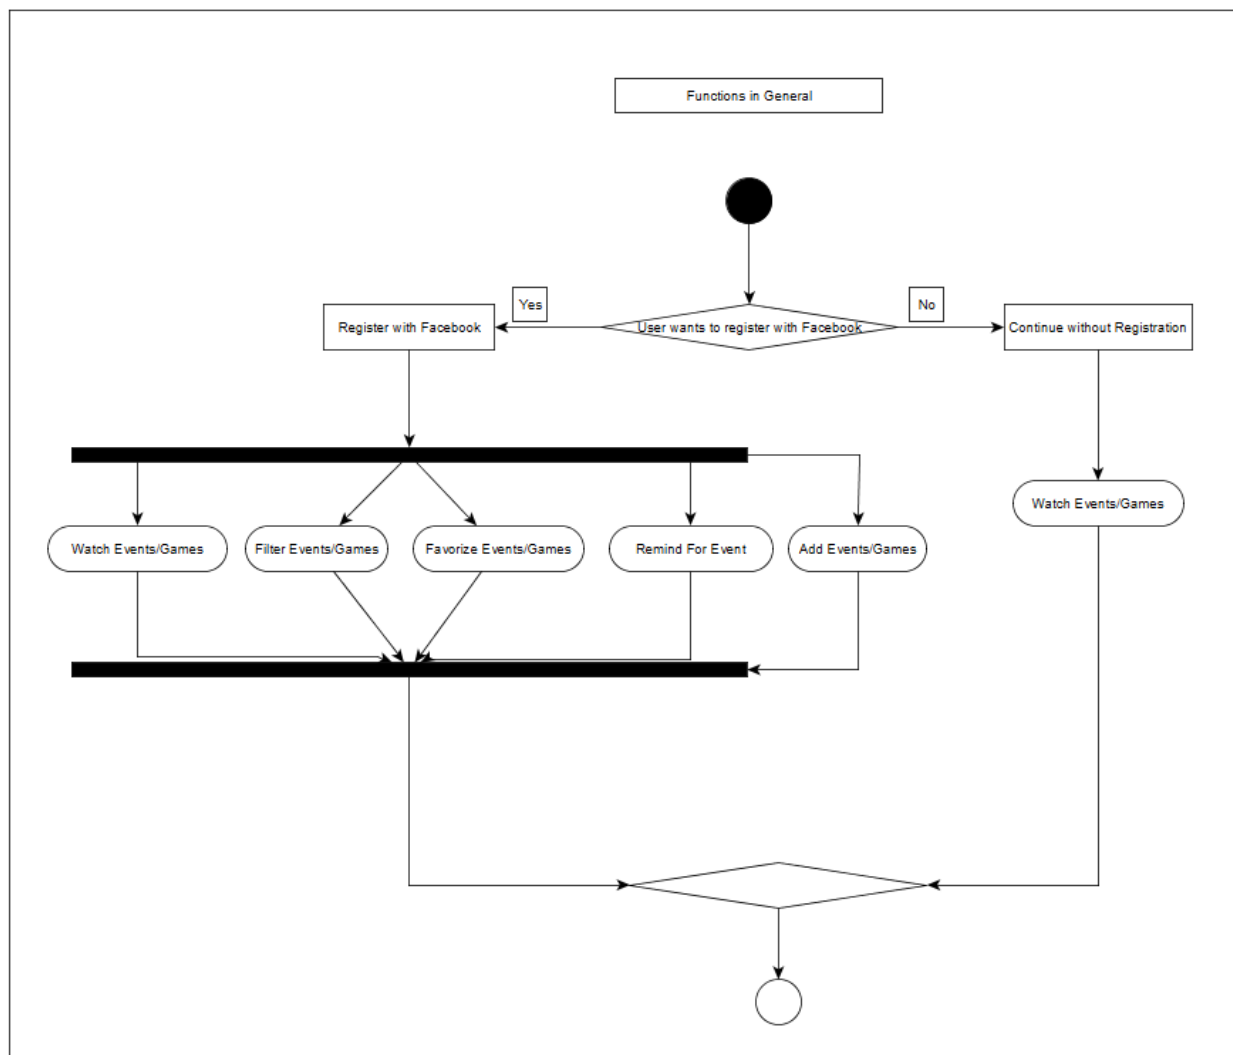 Functions in General
Yes
No
Register with Facebook
User wants to register with Facebook
Continue without Registration
Watch Events/Games
Watch Events/Games
Filter Events/Games
Favorize Events/Games
Remind For Event
Add Events/Games